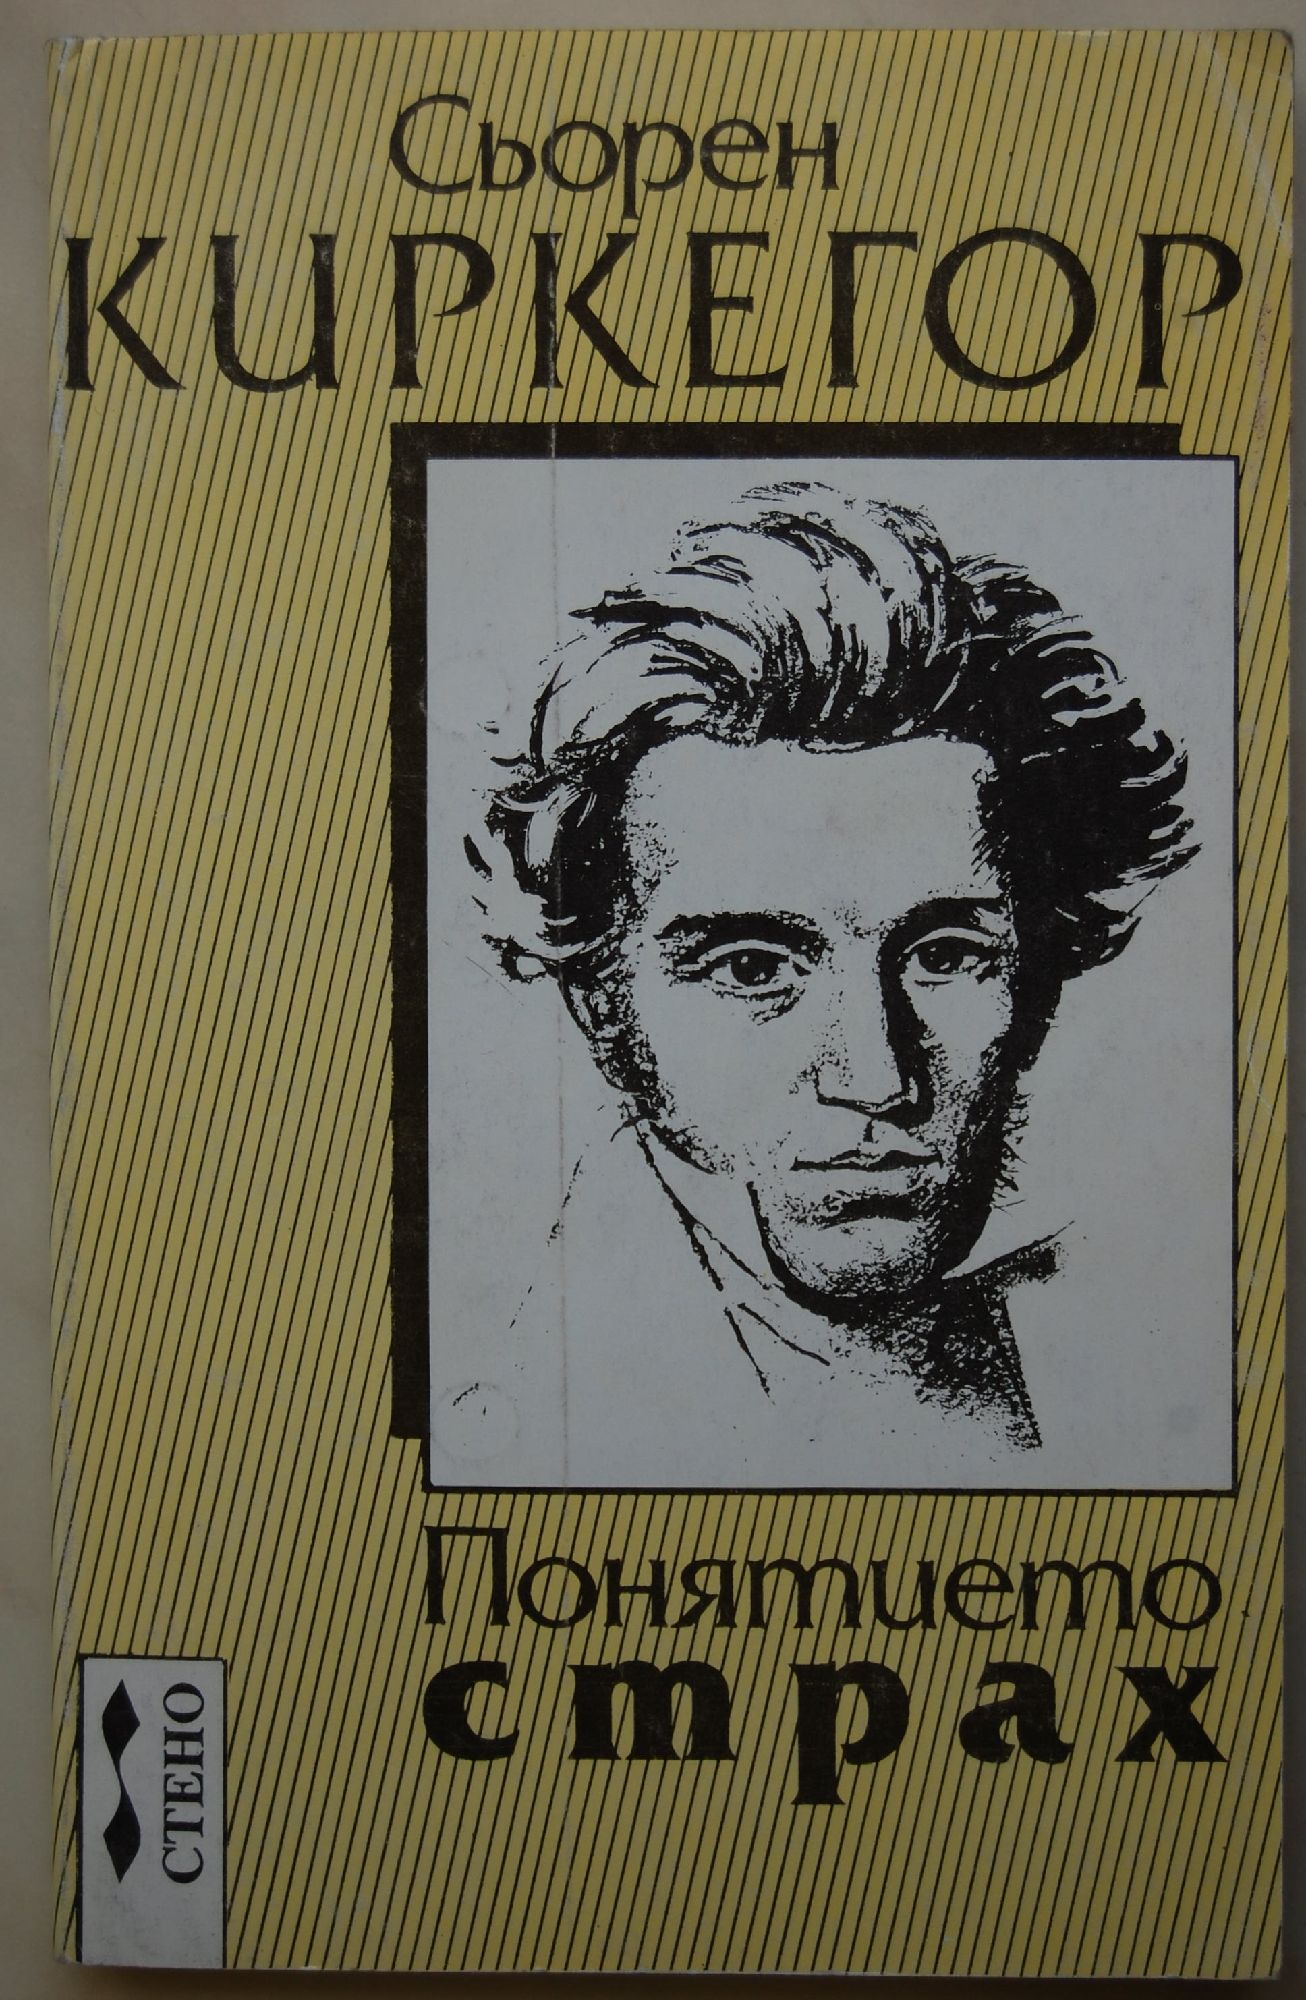 Сьорен
КИРКЕГОР
Понятието
страх
СТЕНО